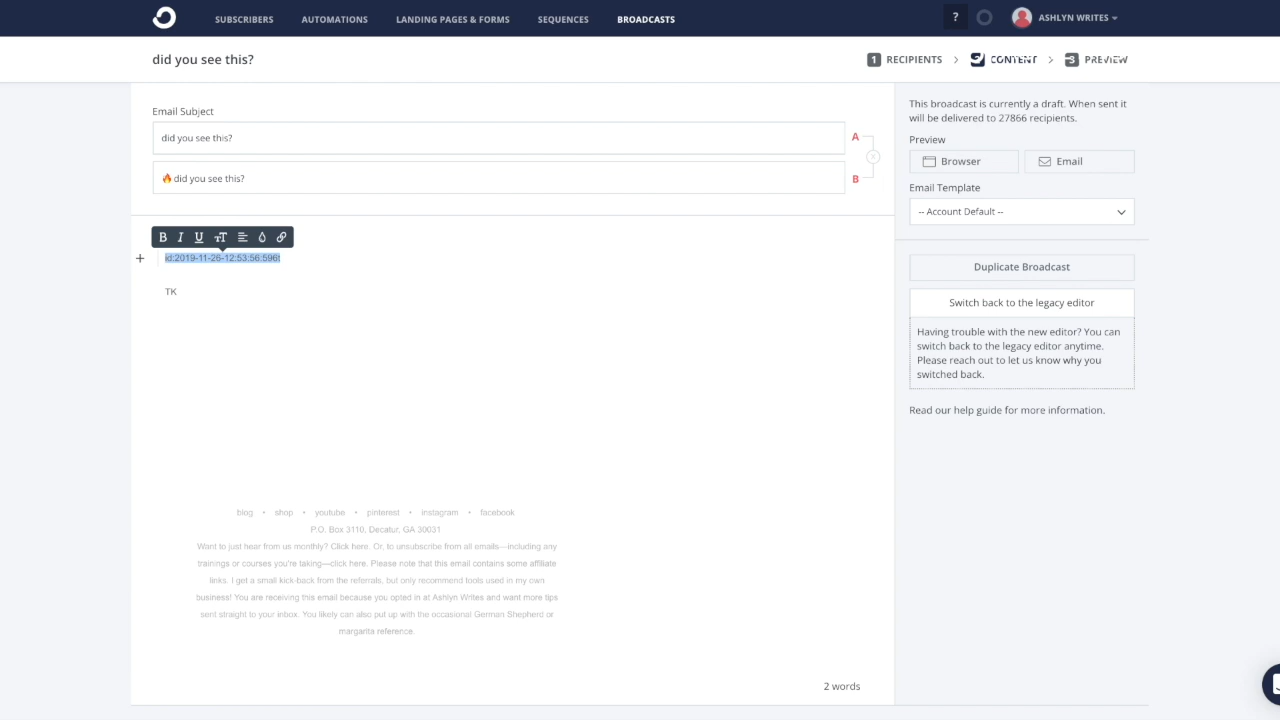 SUBSCRIBERS AUTOMATIONS LANDING PAGES & FORMS SEQUENCES BROADCASTS ? ASHLYN WRITES
did you see this?
1 RECIPIENTS > 2 CONTENT > 3 PREVIEW
Email Subject
did you see this?
A
🔥 did you see this?
B
B I U TT
+ id:2019-11-26-12:53:56:596t
TK
blog • shop • youtube • pinterest • instagram • facebook
P.O. Box 3110, Decatur, GA 30031
Want to just hear from us monthly? Click here. Or, to unsubscribe from all emails—including any
trainings or courses you're taking—click here. Please note that this email contains some affiliate
links. I get a small kick-back from the referrals, but only recommend tools used in my own
business! You are receiving this email because you opted in at Ashlyn Writes and want more tips
sent straight to your inbox. You likely can also put up with the occasional German Shepherd or
margarita reference.
2 words
This broadcast is currently a draft. When sent it
will be delivered to 27866 recipients.
Preview
Browser Email
Email Template
-- Account Default --
Duplicate Broadcast
Switch back to the legacy editor
Having trouble with the new editor? You can
switch back to the legacy editor anytime.
Please reach out to let us know why you
switched back.
Read our help guide for more information.